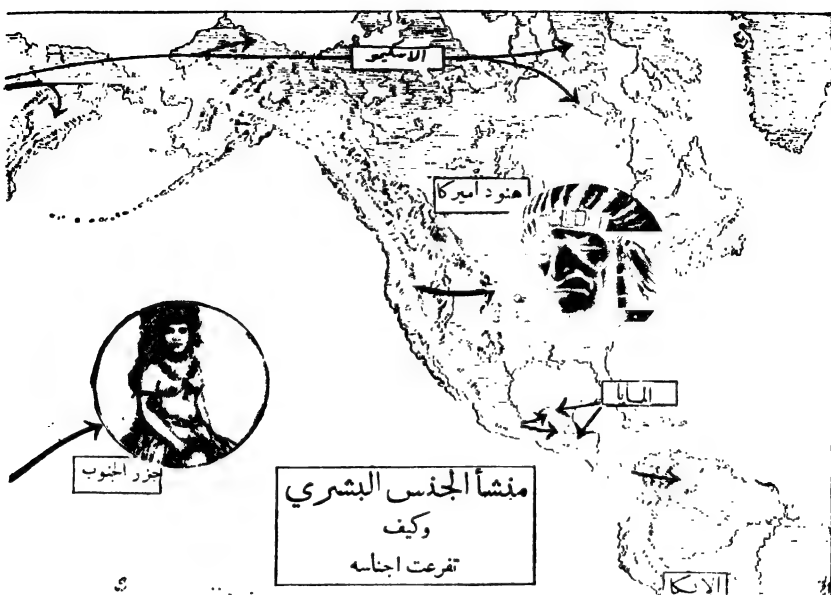 الاسكيمو
هنود أميركا
المايا
جزر الجنوب
منشأ الجنس البشري
وكيف
تفرعت اجناسه
الانكا